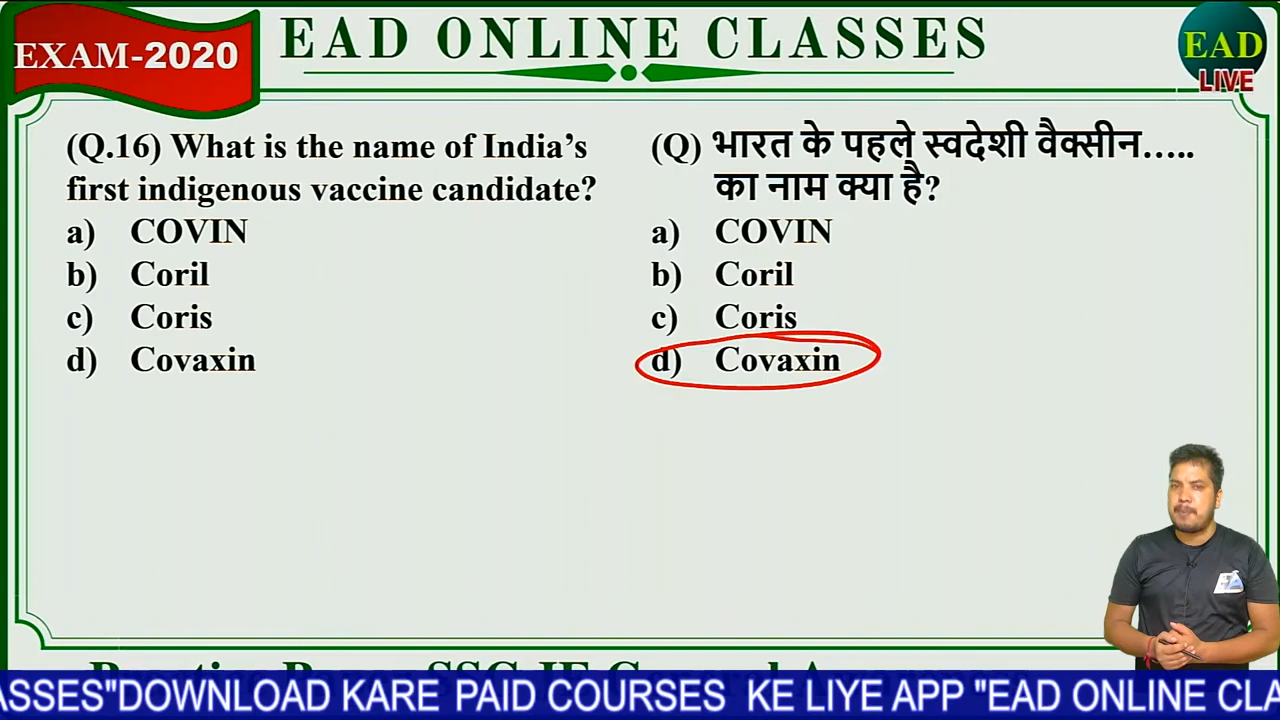 EXAM-2020
EAD ONLINE CLASSES
EAD
LIVE
(Q.16) What is the name of India’s
first indigenous vaccine candidate?
a) COVIN
b) Coril
c) Coris
d) Covaxin
(Q) भारत के पहले स्वदेशी वैक्सीन…..
का नाम क्या है?
a) COVIN
b) Coril
c) Coris
d) Covaxin
ASSES"DOWNLOAD KARE PAID COURSES KE LIYE APP "EAD ONLINE CLA